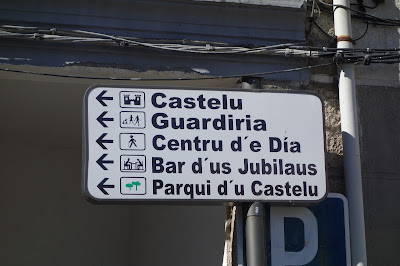 Castelu
Guardiria
Centru d´e Día
Bar d´us Jubilaus
Parqui d´u Castelu
P